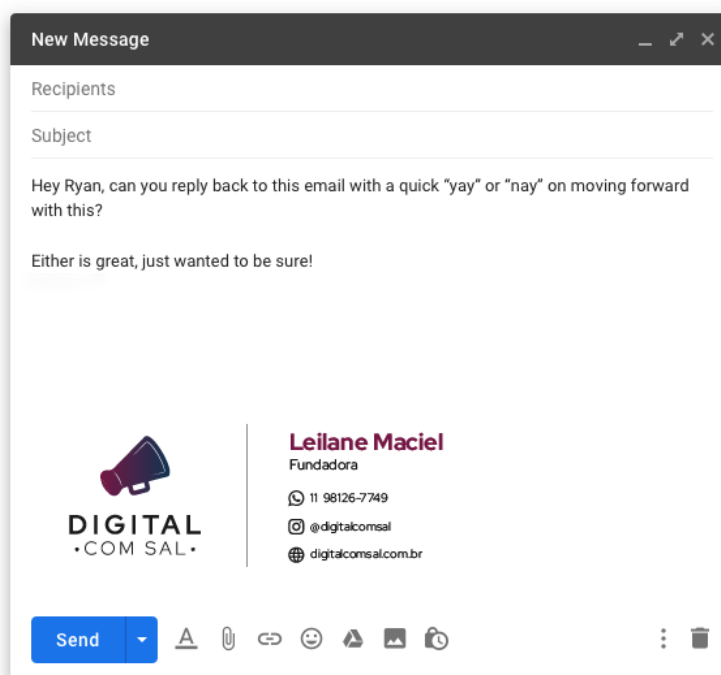 New Message
Recipients
Subject
Hey Ryan, can you reply back to this email with a quick “yay” or “nay” on moving forward
with this?
Either is great, just wanted to be sure!
DIGITAL
•COM SAL•
Leilane Maciel
Fundadora
11 98126-7749
@digitalcomsal
digitalcomsal.com.br
Send
A